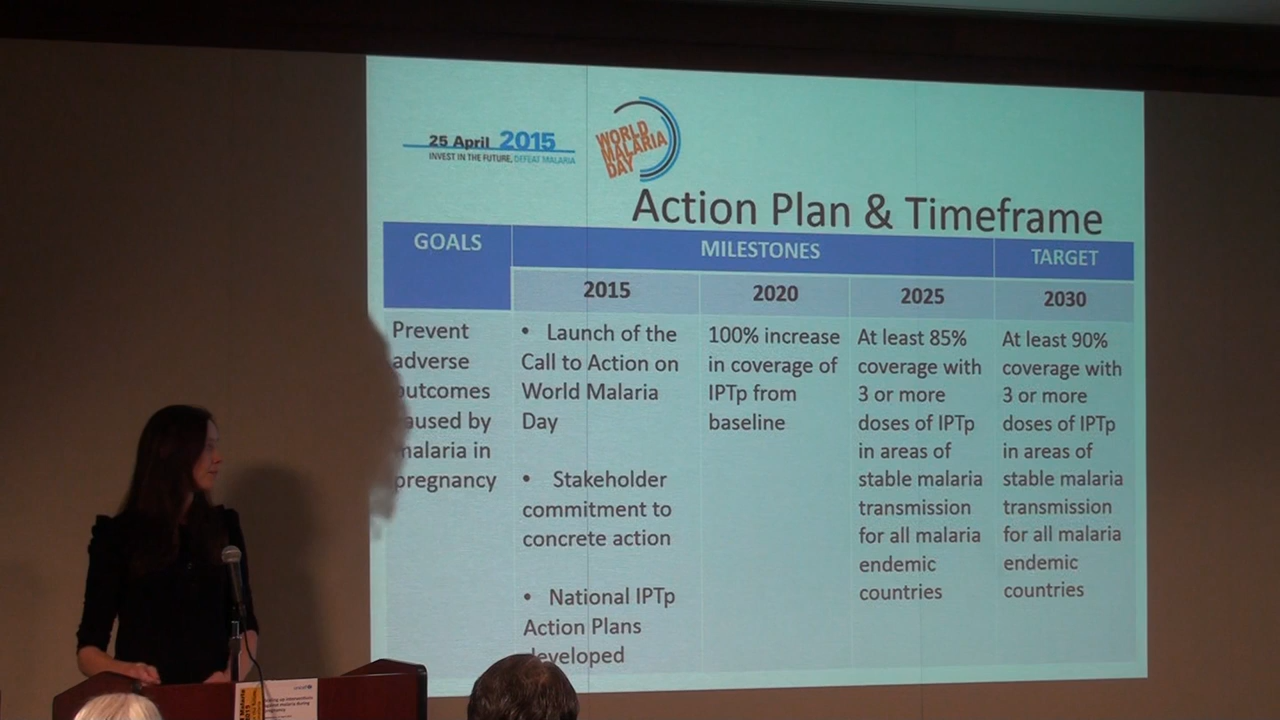 25 April 2015
INVEST IN THE FUTURE, DEFEAT MALARIA
WORLD
MALARIA
DAY
Action Plan & Timeframe
GOALS
MILESTONES
TARGET
2015
2020
2025
2030
Prevent
adverse
outcomes
caused by
malaria in
pregnancy
• Launch of the
Call to Action on
World Malaria
Day
• Stakeholder
commitment to
concrete action
• National IPTp
Action Plans
developed
100% increase
in coverage of
IPTp from
baseline
At least 85%
coverage with
3 or more
doses of IPTp
in areas of
stable malaria
transmission
for all malaria
endemic
countries
At least 90%
coverage with
3 or more
doses of IPTp
in areas of
stable malaria
transmission
for all malaria
endemic
countries
unicef